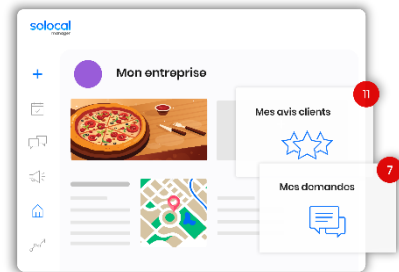 solocal
manager
Mon entreprise
11
Mes avis clients
7
Mes demandes